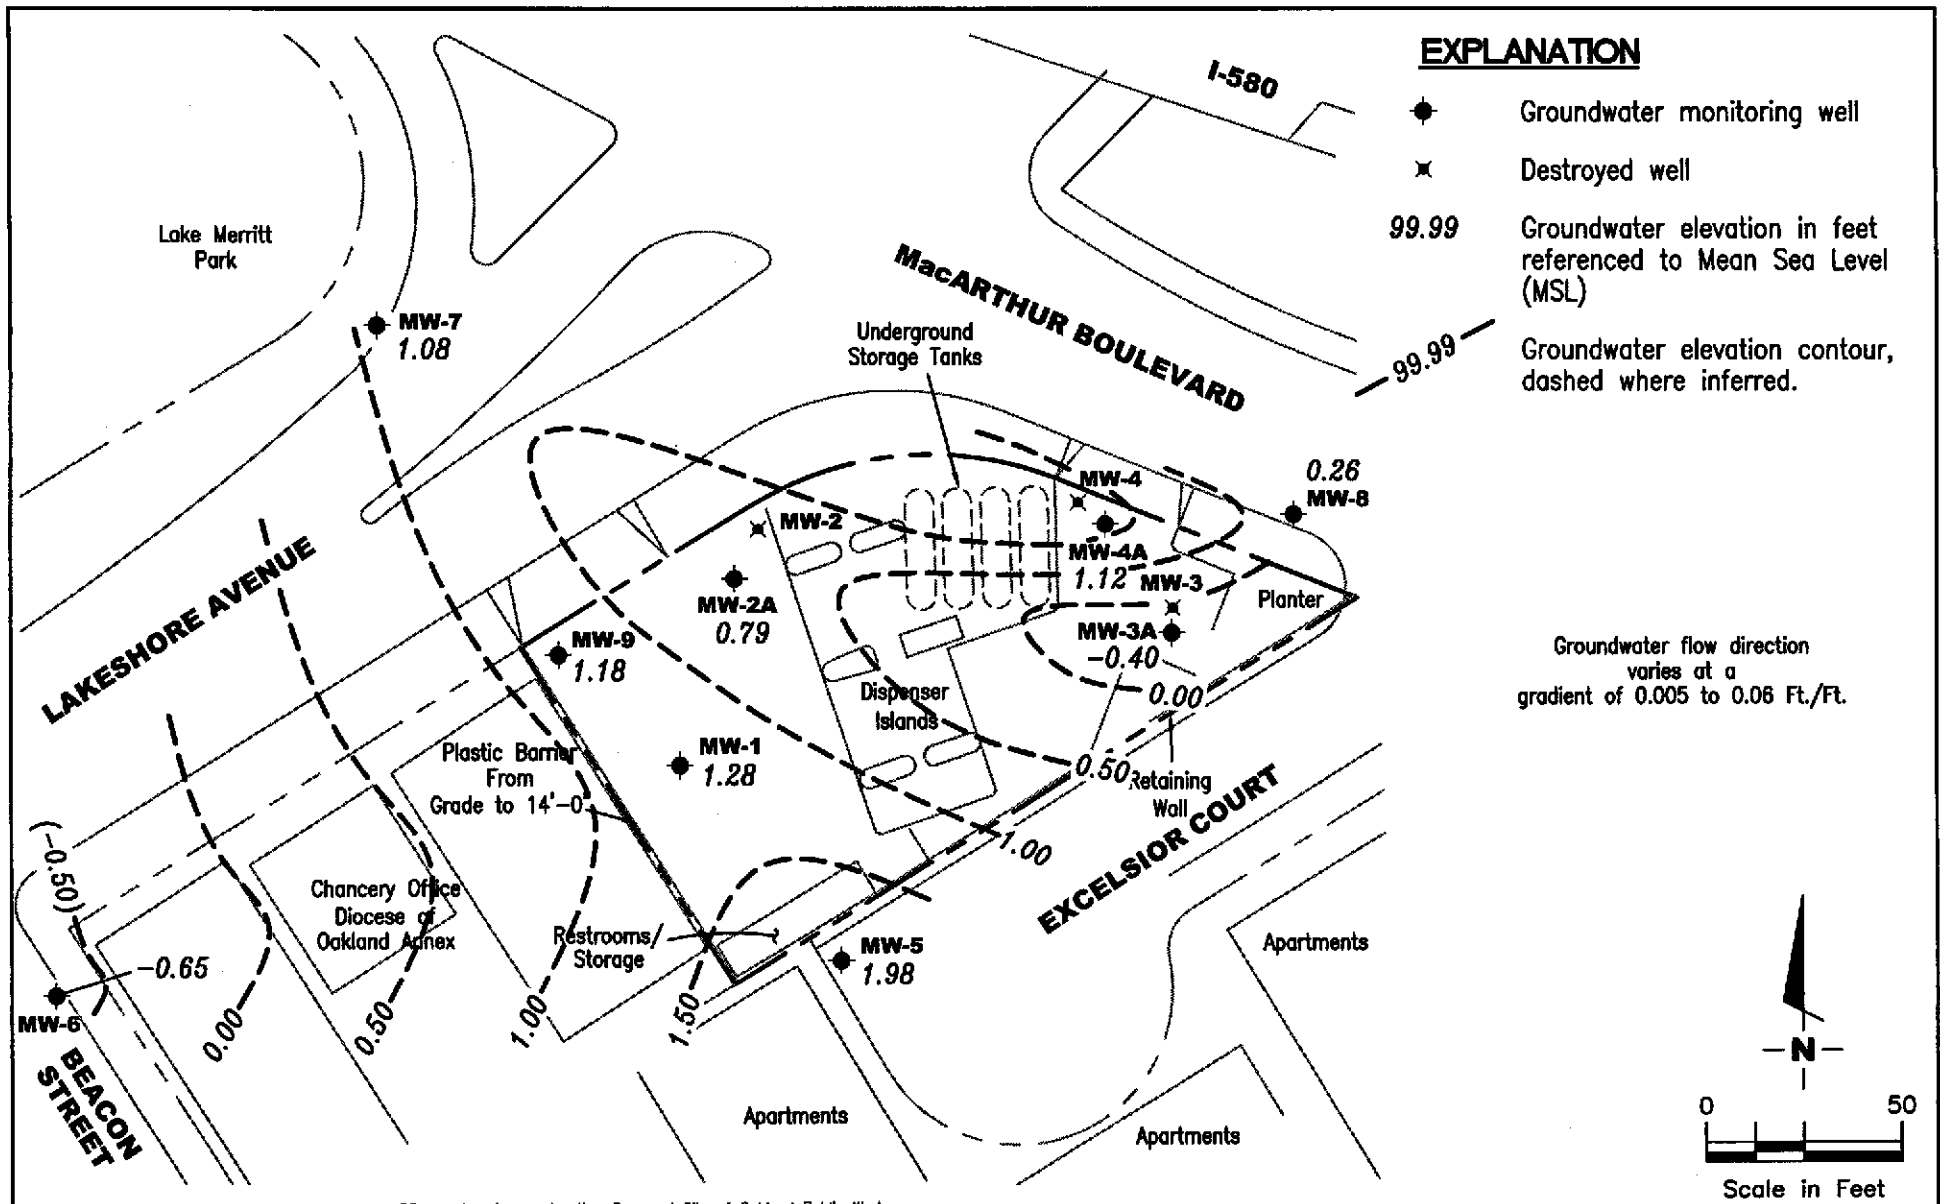 EXPLANATION
Groundwater monitoring well
Destroyed well
99.99
Groundwater elevation in feet
referenced to Mean Sea Level
(MSL)
99.99
Groundwater elevation contour,
dashed where inferred.
I-580
Lake Merritt
Park
MacARTHUR BOULEVARD
MW-7
1.08
Underground
Storage Tanks
0.26
MW-8
MW-4
MW-2
MW-4A
1.12
MW-3
Planter
MW-2A
0.79
MW-3A
-0.40
MW-9
1.18
LAKESHORE AVENUE
Groundwater flow direction
varies at a
gradient of 0.005 to 0.06 Ft./Ft.
Dispenser
Islands
0.00
MW-1
1.28
Plastic Barrier
From
Grade to 14'-0"
0.50
Retaining
Wall
1.00
EXCELSIOR COURT
(-0.50)
Chancery Office
Diocese of
Oakland Annex
Restrooms/
Storage
MW-5
1.98
Apartments
-0.65
MW-6
0.00
0.50
1.00
1.50
BEACON
STREET
Apartments
Apartments
N
0 50
Scale in Feet